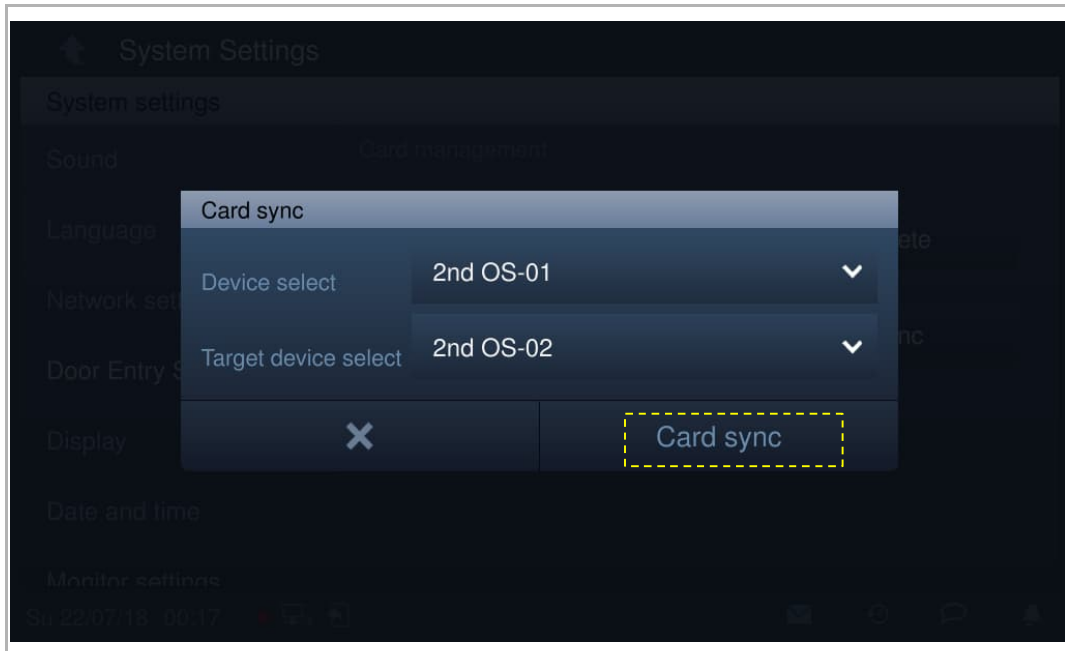 System Settings
System settings
Sound
Card management
Card sync
Language
ete
Device select
2nd OS-01
Network set
nc
Target device select
2nd OS-02
Door Entry S
Display
Card sync
Date and time
Monitor settings
Su 22/07/18 00:17